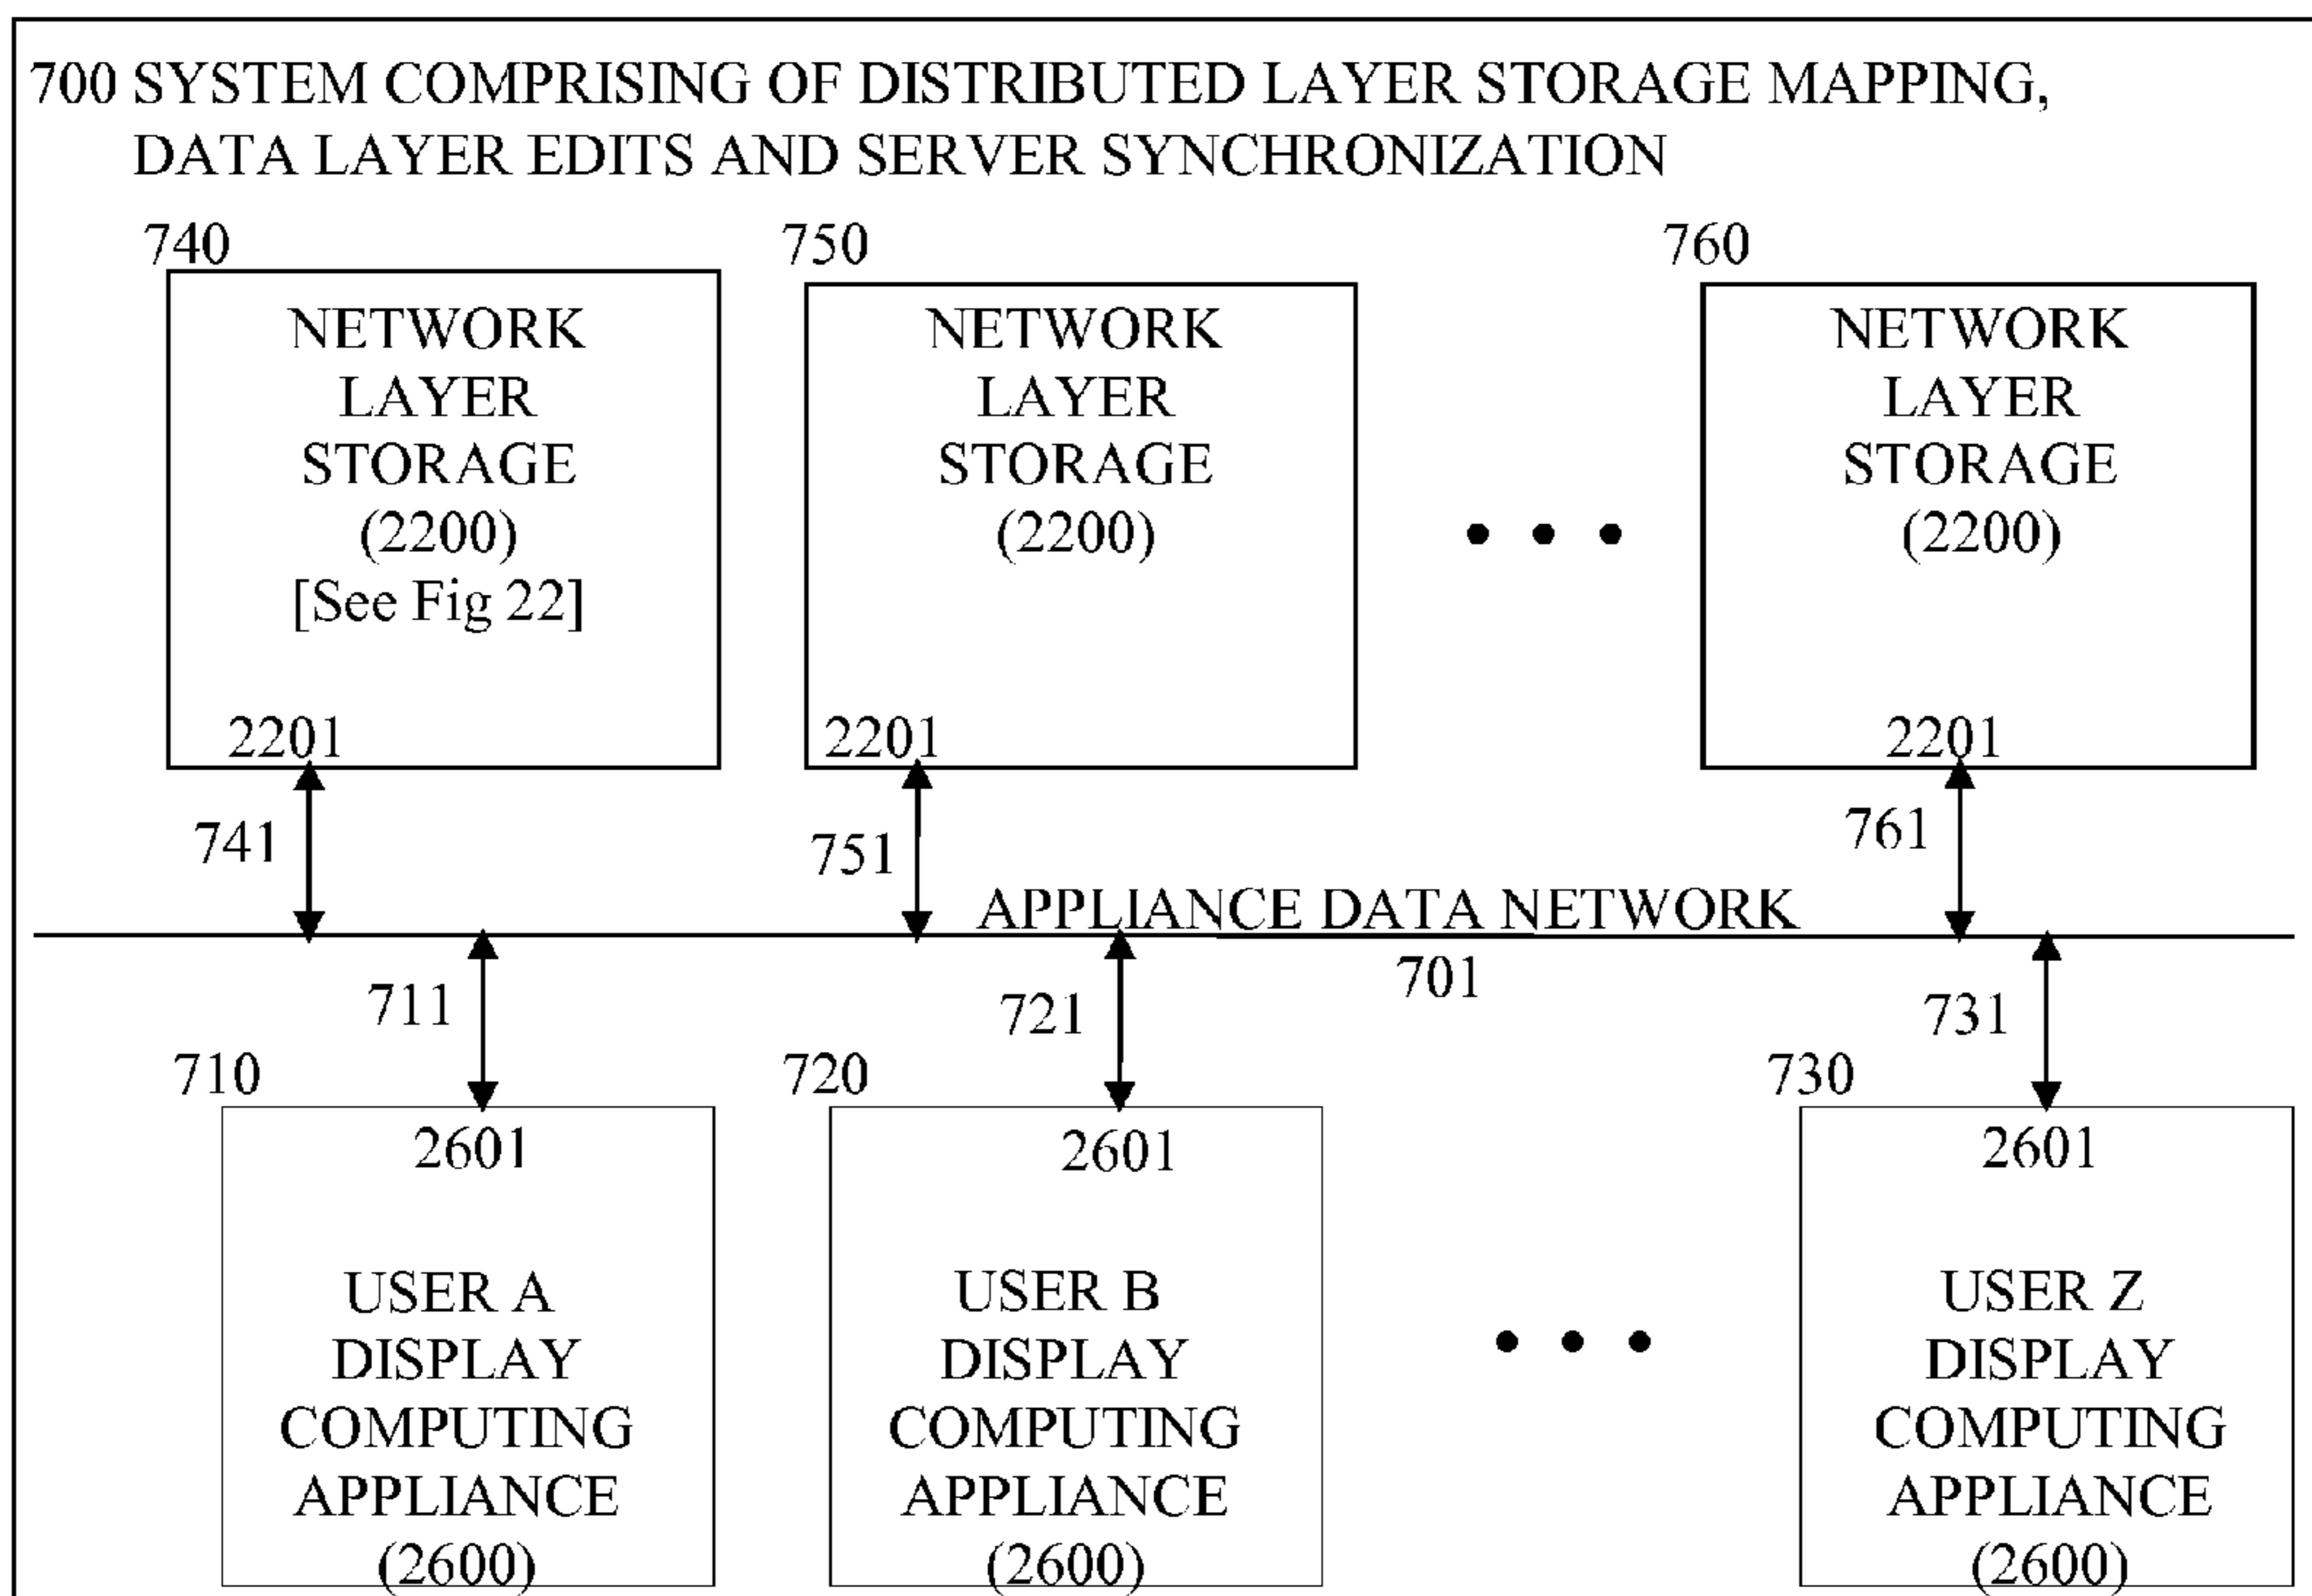 700 SYSTEM COMPRISING OF DISTRIBUTED LAYER STORAGE MAPPING,
DATA LAYER EDITS AND SERVER SYNCHRONIZATION
740
NETWORK
LAYER
STORAGE
(2200)
[See Fig 22]
2201
750
NETWORK
LAYER
STORAGE
(2200)
2201
760
NETWORK
LAYER
STORAGE
(2200)
2201
741
751
761
APPLIANCE DATA NETWORK
701
711
721
731
710
2601
USER A
DISPLAY
COMPUTING
APPLIANCE
(2600)
720
2601
USER B
DISPLAY
COMPUTING
APPLIANCE
(2600)
730
2601
USER Z
DISPLAY
COMPUTING
APPLIANCE
(2600)